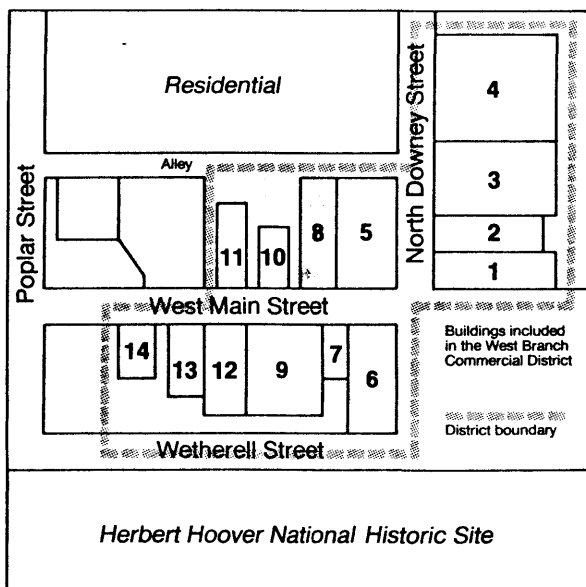 Residential
4
North Downey Street
Alley
Poplar Street
3
2
1
11
10
8
5
West Main Street
14
13
12
9
7
6
Buildings included
in the West Branch
Commercial District
District boundary
Wetherell Street
Herbert Hoover National Historic Site